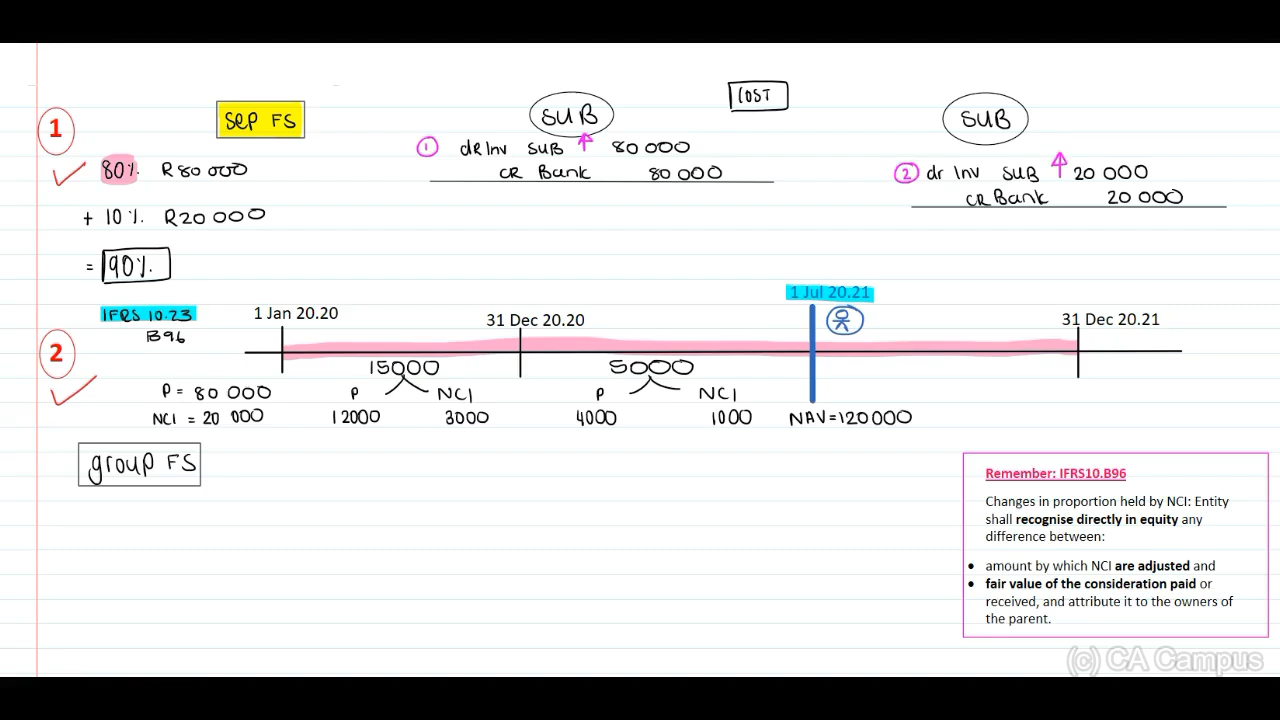 COST
1
Sep FS
SUB
SUB
80% R80 000
① dR Inv SUB ↑ 80 000
CR Bank 80 000
② dr Inv SUB ↑ 20 000
CR Bank 20 000
+ 10% R20 000
= 90%
IFRS 10.23
B96
1 Jan 20.20
31 Dec 20.20
1 Jul 20.21
31 Dec 20.21
2
15000
5000
P = 80 000
P NCI
P NCI
NCI = 20 000
12000 3000
4000 1000
NAV = 120000
group FS
Remember: IFRS10.B96
Changes in proportion held by NCI: Entity
shall recognise directly in equity any
difference between:
• amount by which NCI are adjusted and
• fair value of the consideration paid or
received, and attribute it to the owners of
the parent.
(c) CA Campus